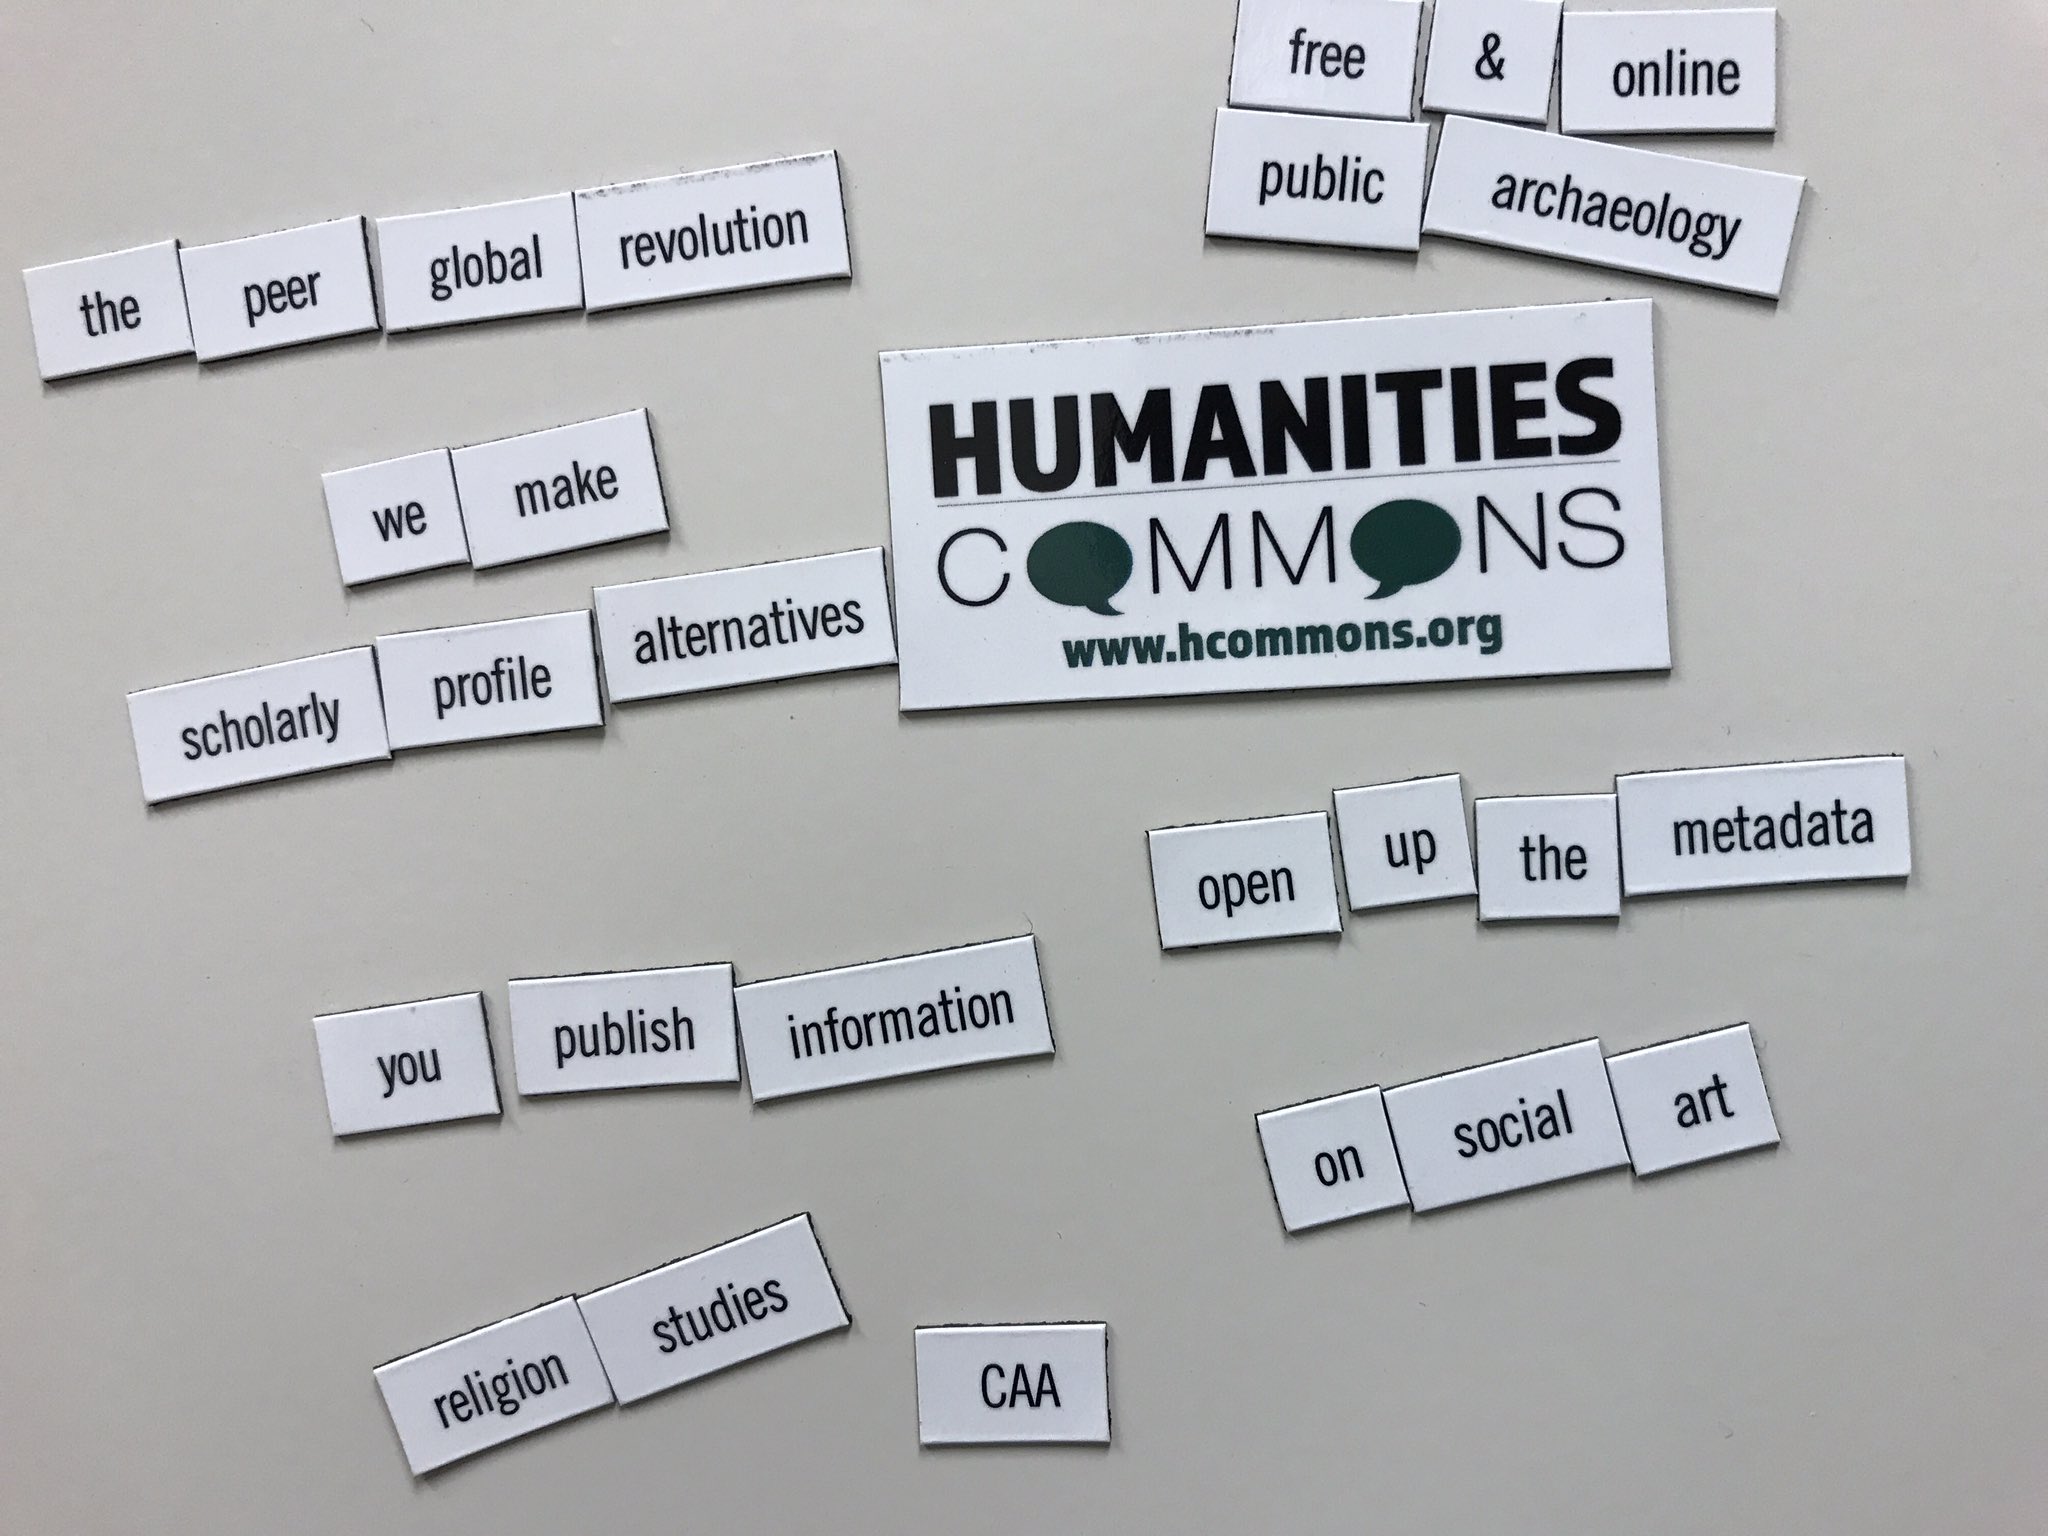 free & online
public archaeology
the peer global revolution
HUMANITIES
COMMONS
www.hcommons.org
we make
scholarly profile alternatives
open up the metadata
you publish information
on social art
religion studies
CAA